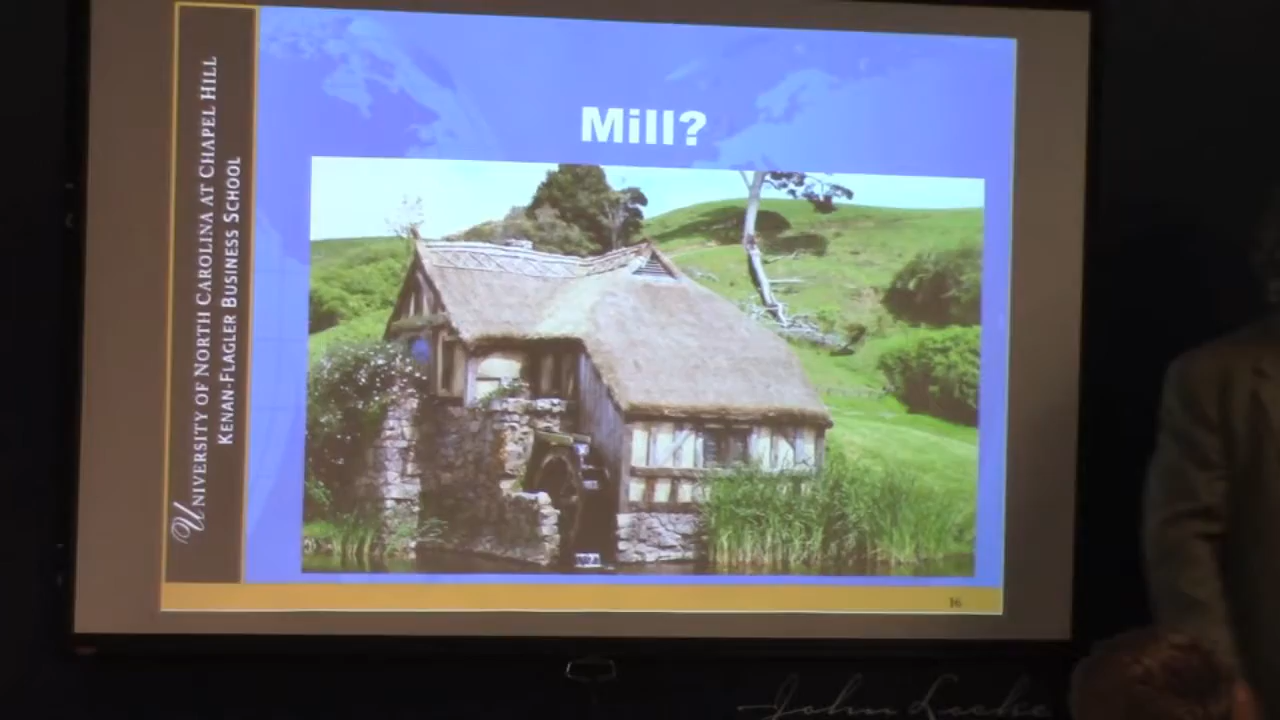 UNIVERSITY OF NORTH CAROLINA AT CHAPEL HILL
KENAN-FLAGLER BUSINESS SCHOOL
Mill?
16
John Locke